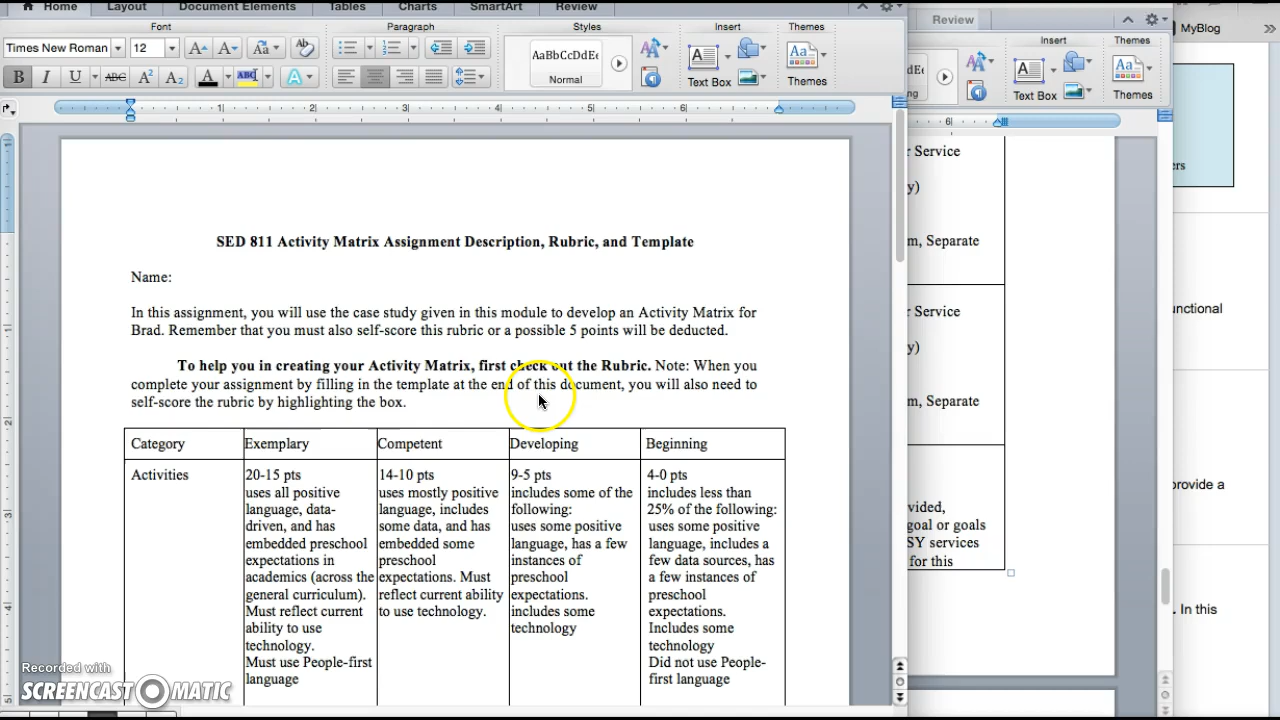 Home Layout Document Elements Tables Charts SmartArt Review
Font Paragraph Styles Insert Themes
Times New Roman 12 A A Aa
AaBbCcDdE
Normal
Text Box Themes
B I U ABC A² A₂ A ABC A
1 2 3 4 5 6
SED 811 Activity Matrix Assignment Description, Rubric, and Template
Name:
In this assignment, you will use the case study given in this module to develop an Activity Matrix for
Brad. Remember that you must also self-score this rubric or a possible 5 points will be deducted.
To help you in creating your Activity Matrix, first check out the Rubric. Note: When you
complete your assignment by filling in the template at the end of this document, you will also need to
self-score the rubric by highlighting the box.
Category Exemplary Competent Developing Beginning
Activities
20-15 pts
uses all positive
language, data-
driven, and has
embedded preschool
expectations in
academics (across the
general curriculum).
Must reflect current
ability to use
technology.
Must use People-first
language
14-10 pts
uses mostly positive
language, includes
some data, and has
embedded some
preschool
expectations. Must
reflect current ability
to use technology.
9-5 pts
includes some of the
following:
uses some positive
language, has a few
instances of
preschool
expectations.
includes some
technology
4-0 pts
includes less than
25% of the following:
uses some positive
language, includes a
few data sources, has
a few instances of
preschool
expectations.
Includes some
technology
Did not use People-
first language
Review
Insert Themes
Text Box Themes
6
r Service
y)
m, Separate
r Service
y)
m, Separate
vided,
goal or goals
SY services
for this
MyBlog
ers
unctional
provide a
. In this
Recorded with
SCREENCAST O MATIC